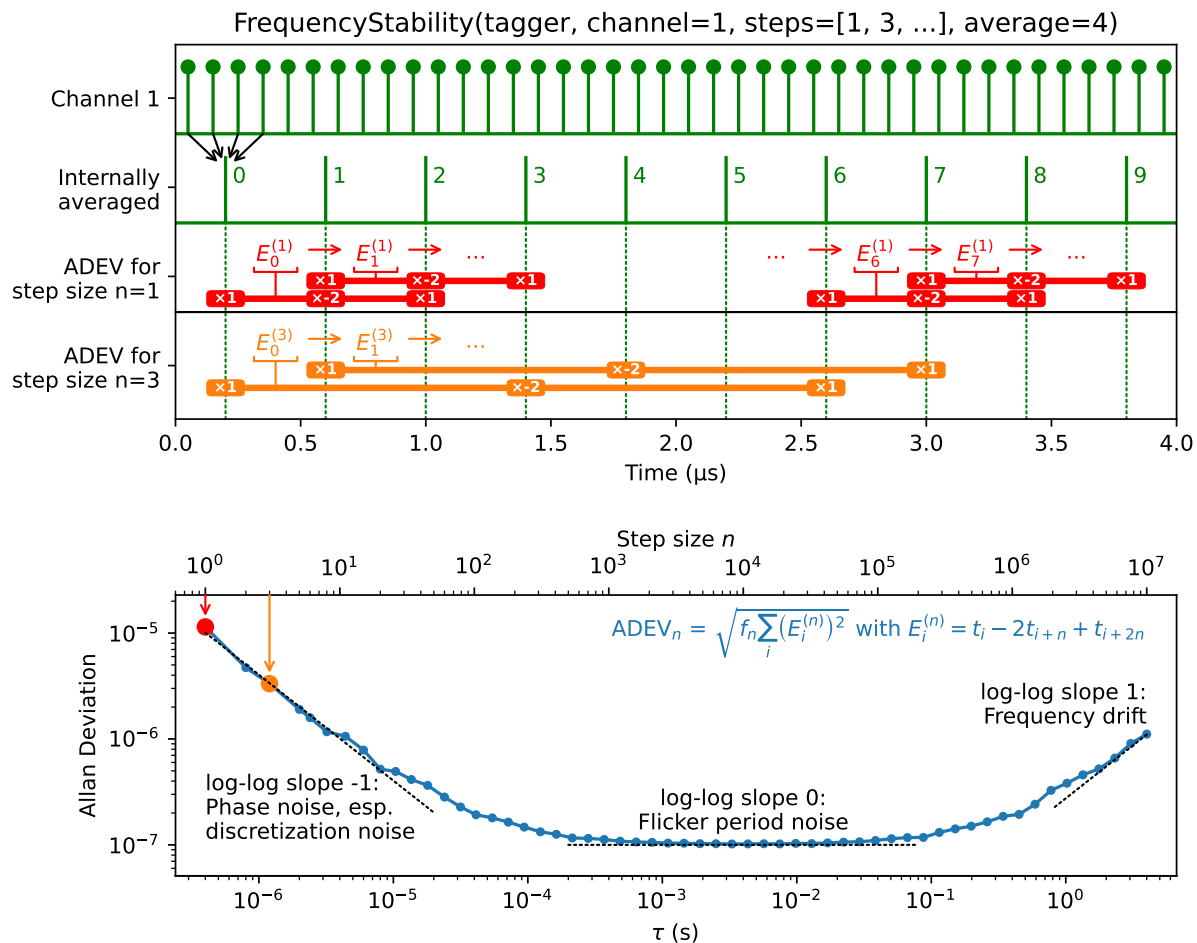 FrequencyStability(tagger, channel=1, steps=[1, 3, ...], average=4)
Channel 1
Internally
averaged
0 1 2 3 4 5 6 7 8 9
ADEV for
step size n=1
E₀⁽¹⁾ E₁⁽¹⁾ ... ... E₆⁽¹⁾ E₇⁽¹⁾ ...
×1 ×-2 ×1 ×1 ×-2 ×1
×1 ×-2 ×1 ×1 ×-2 ×1
ADEV for
step size n=3
E₀⁽³⁾ E₁⁽³⁾ ...
×1 ×-2 ×1
×1 ×-2 ×1
0.0 0.5 1.0 1.5 2.0 2.5 3.0 3.5 4.0
Time (μs)
Step size n
10⁰ 10¹ 10² 10³ 10⁴ 10⁵ 10⁶ 10⁷
ADEVₙ = √(fₙ∑ᵢ(Eᵢ⁽ⁿ⁾)²) with Eᵢ⁽ⁿ⁾ = tᵢ − 2tᵢ₊ₙ + tᵢ₊₂ₙ
Allan Deviation
10⁻⁵
10⁻⁶
10⁻⁷
log-log slope 1:
Frequency drift
log-log slope -1:
Phase noise, esp.
discretization noise
log-log slope 0:
Flicker period noise
10⁻⁶ 10⁻⁵ 10⁻⁴ 10⁻³ 10⁻² 10⁻¹ 10⁰
τ (s)